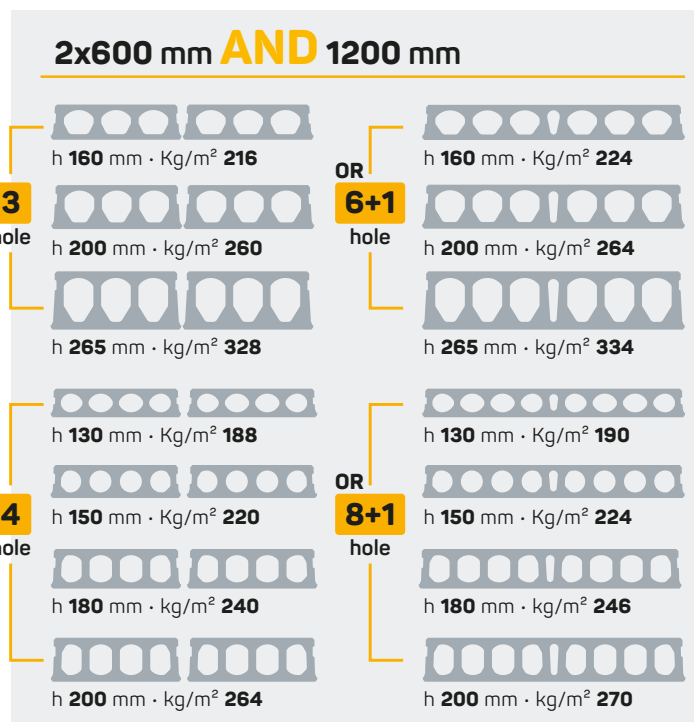 2x600 mm AND 1200 mm
3
hole
h 160 mm · Kg/m² 216
h 200 mm · kg/m² 260
h 265 mm · kg/m² 328
OR
6+1
hole
h 160 mm · Kg/m² 224
h 200 mm · kg/m² 264
h 265 mm · kg/m² 334
4
hole
h 130 mm · Kg/m² 188
h 150 mm · Kg/m² 220
h 180 mm · kg/m² 240
h 200 mm · Kg/m² 264
OR
8+1
hole
h 130 mm · Kg/m² 190
h 150 mm · Kg/m² 224
h 180 mm · kg/m² 246
h 200 mm · Kg/m² 270